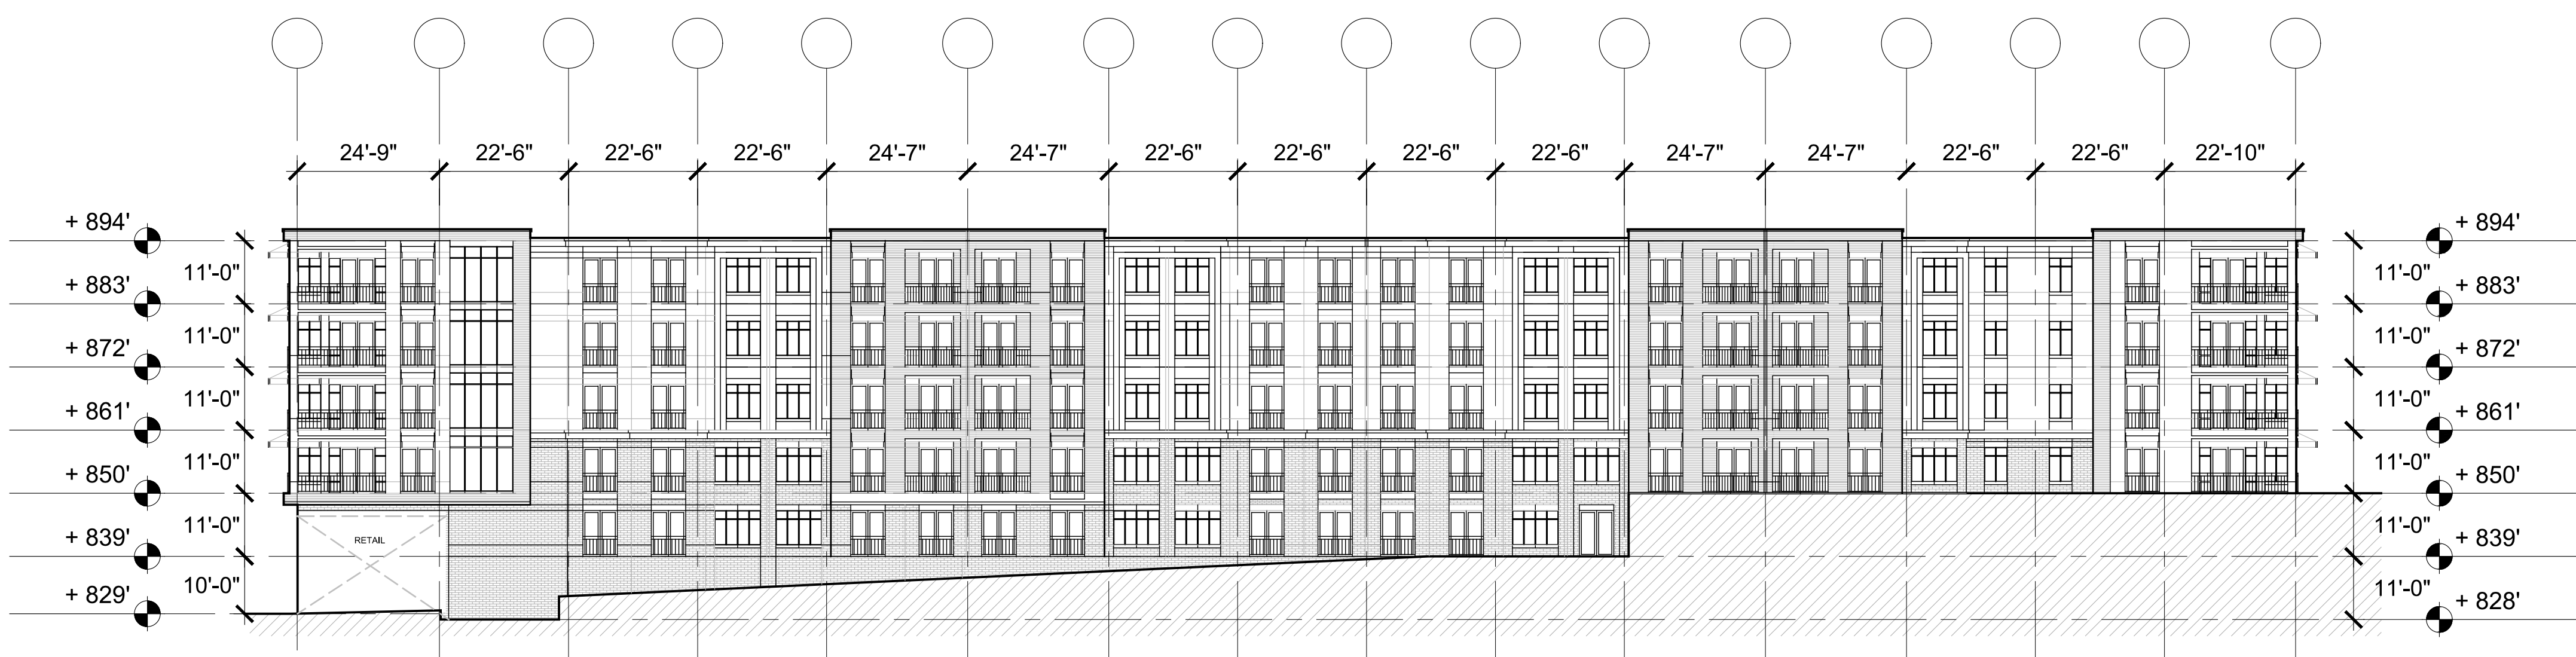 24'-9" 22'-6" 22'-6" 22'-6" 24'-7" 24'-7" 22'-6" 22'-6" 22'-6" 22'-6" 24'-7" 24'-7" 22'-6" 22'-6" 22'-10"
+ 894' + 894'
11'-0" 11'-0"
+ 883' + 883'
11'-0" 11'-0"
+ 872' + 872'
11'-0" 11'-0"
+ 861' + 861'
11'-0" 11'-0"
+ 850' + 850'
11'-0" 11'-0"
RETAIL
+ 839' + 839'
10'-0" 11'-0"
+ 829' + 828'